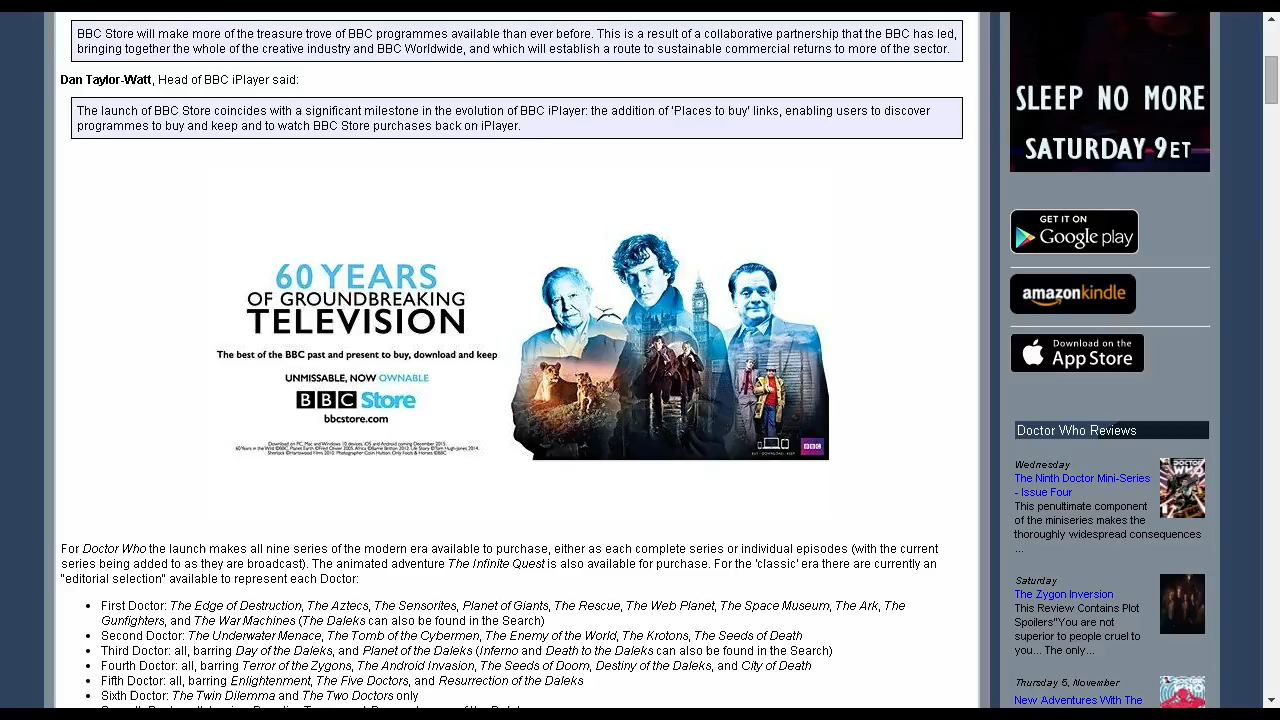 BBC Store will make more of the treasure trove of BBC programmes available than ever before. This is a result of a collaborative partnership that the BBC has led,
bringing together the whole of the creative industry and BBC Worldwide, and which will establish a route to sustainable commercial returns to more of the sector.
Dan Taylor-Watt, Head of BBC iPlayer said:
The launch of BBC Store coincides with a significant milestone in the evolution of BBC iPlayer: the addition of 'Places to buy' links, enabling users to discover
programmes to buy and keep and to watch BBC Store purchases back on iPlayer.
60 YEARS
OF GROUNDBREAKING
TELEVISION
The best of the BBC past and present to buy, download and keep
UNMISSABLE, NOW OWNABLE
BBC Store
bbcstore.com
Download on PC, Mac and Windows 10 devices. iOS and Android coming December 2015.
BUY · DOWNLOAD · KEEP
BBC
For Doctor Who the launch makes all nine series of the modern era available to purchase, either as each complete series or individual episodes (with the current
series being added to as they are broadcast). The animated adventure The Infinite Quest is also available for purchase. For the 'classic' era there are currently an
"editorial selection" available to represent each Doctor:
First Doctor: The Edge of Destruction, The Aztecs, The Sensorites, Planet of Giants, The Rescue, The Web Planet, The Space Museum, The Ark, The
Gunfighters, and The War Machines (The Daleks can also be found in the Search)
Second Doctor: The Underwater Menace, The Tomb of the Cybermen, The Enemy of the World, The Krotons, The Seeds of Death
Third Doctor: all, barring Day of the Daleks, and Planet of the Daleks (Inferno and Death to the Daleks can also be found in the Search)
Fourth Doctor: all, barring Terror of the Zygons, The Android Invasion, The Seeds of Doom, Destiny of the Daleks, and City of Death
Fifth Doctor: all, barring Enlightenment, The Five Doctors, and Resurrection of the Daleks
Sixth Doctor: The Twin Dilemma and The Two Doctors only
SLEEP NO MORE
SATURDAY 9ET
GET IT ON
Google play
amazonkindle
Download on the
App Store
Doctor Who Reviews
Wednesday
The Ninth Doctor Mini-Series
- Issue Four
This penultimate component
of the miniseries makes the
thoroughly widespread consequences
...
Saturday
The Zygon Inversion
This Review Contains Plot
Spoilers"You are not
superior to people cruel to
you... The only...
Thursday 5, November
New Adventures With The